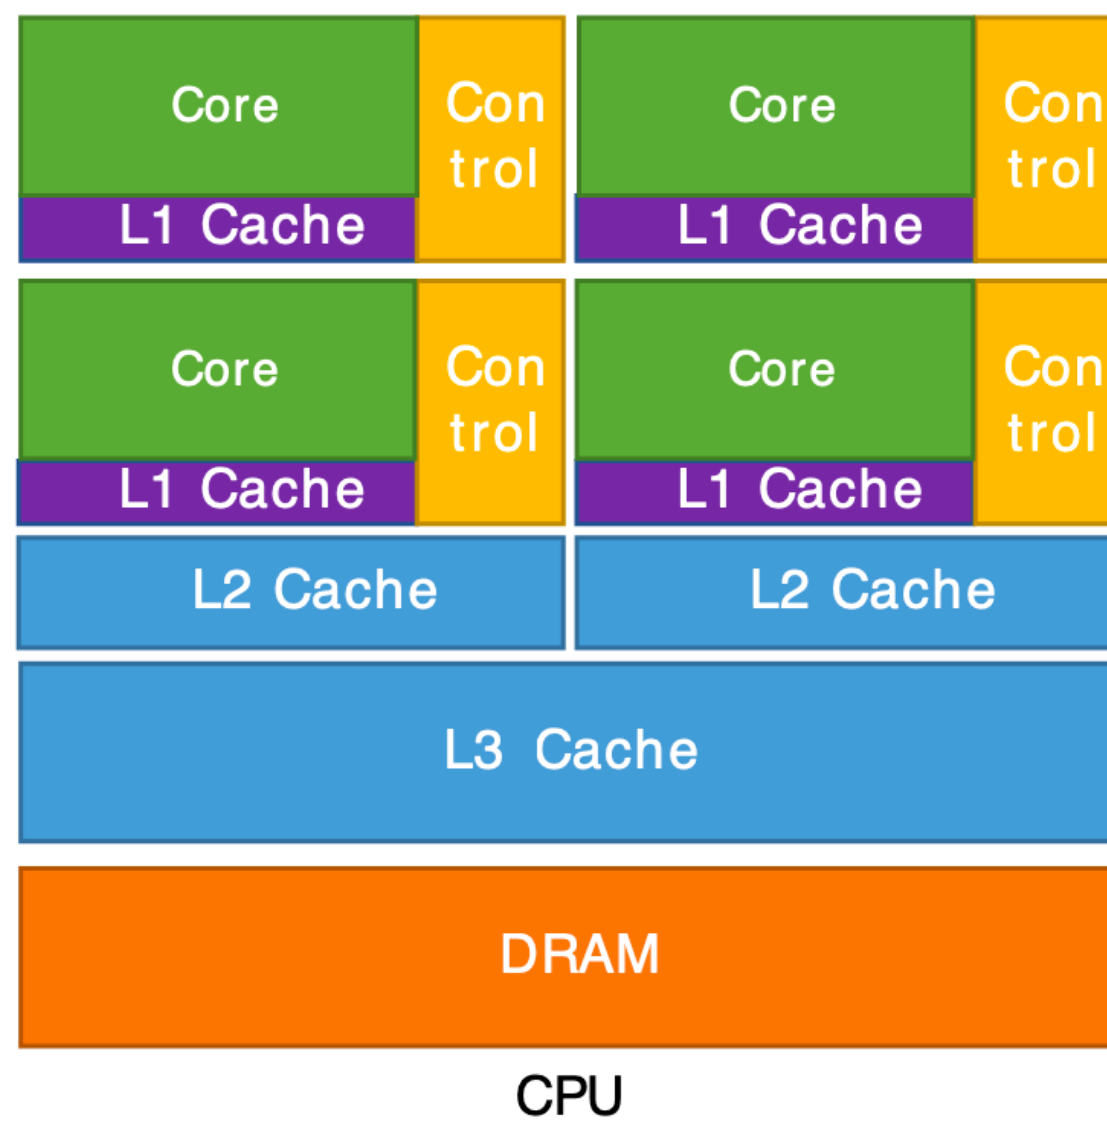 Core
Con
trol
L1 Cache
Core
Con
trol
L1 Cache
Core
Con
trol
L1 Cache
Core
Con
trol
L1 Cache
L2 Cache
L2 Cache
L3 Cache
DRAM
CPU